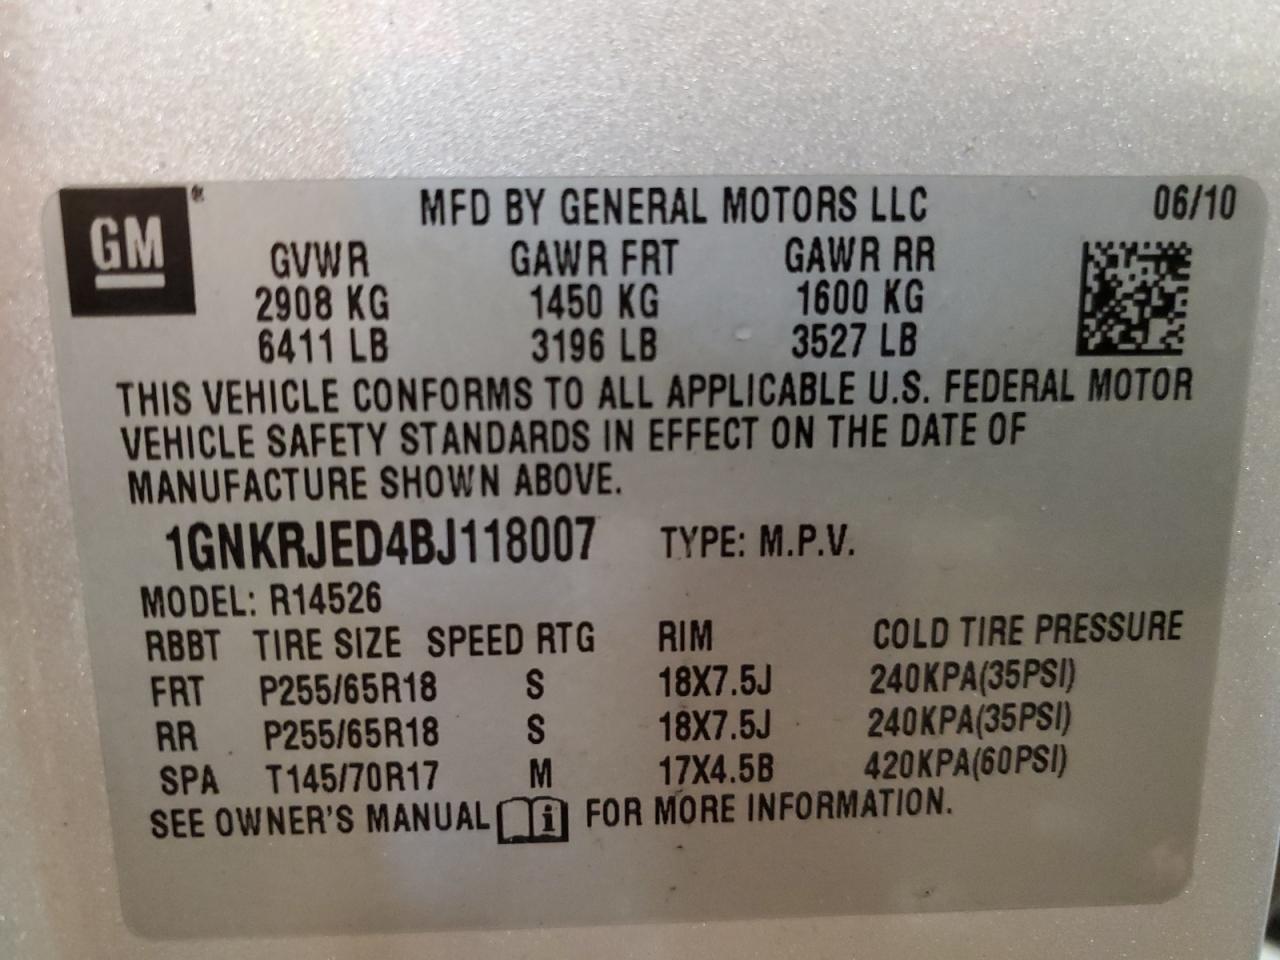 GM®
MFD BY GENERAL MOTORS LLC 06/10
GVWR GAWR FRT GAWR RR
2908 KG 1450 KG 1600 KG
6411 LB 3196 LB 3527 LB
THIS VEHICLE CONFORMS TO ALL APPLICABLE U.S. FEDERAL MOTOR
VEHICLE SAFETY STANDARDS IN EFFECT ON THE DATE OF
MANUFACTURE SHOWN ABOVE.
1GNKRJED4BJ118007 TYPE: M.P.V.
MODEL: R14526
RBBT TIRE SIZE SPEED RTG RIM COLD TIRE PRESSURE
FRT P255/65R18 S 18X7.5J 240KPA(35PSI)
RR P255/65R18 S 18X7.5J 240KPA(35PSI)
SPA T145/70R17 M 17X4.5B 420KPA(60PSI)
SEE OWNER'S MANUAL i FOR MORE INFORMATION.